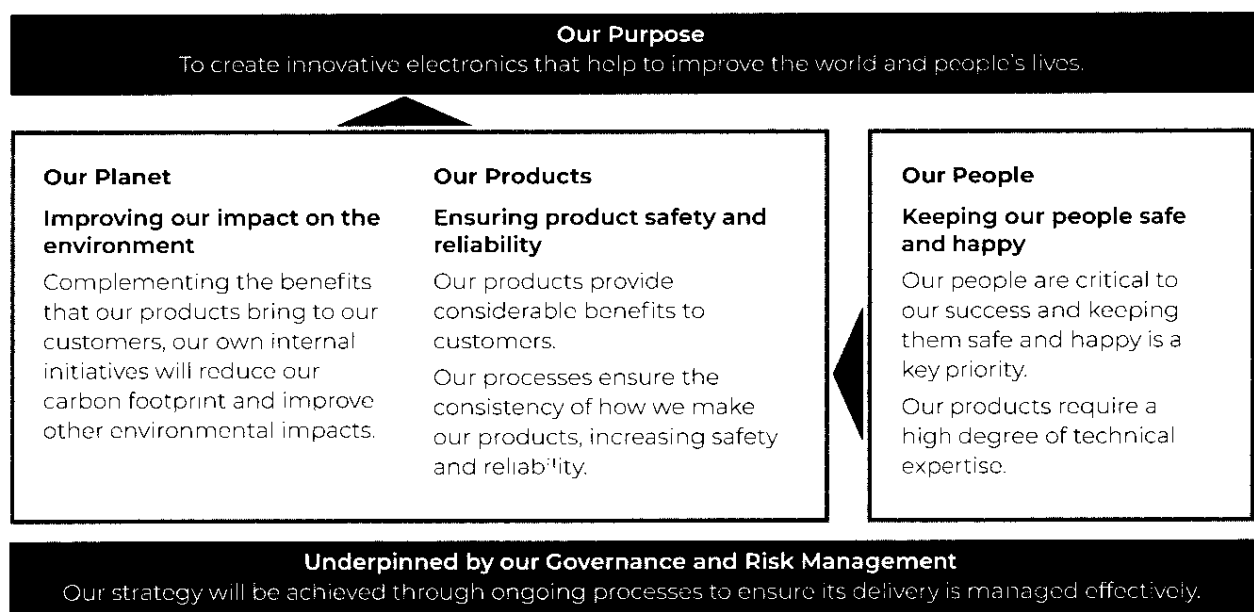 Our Purpose
To create innovative electronics that help to improve the world and people's lives.
Our Planet
Improving our impact on the
environment
Complementing the benefits
that our products bring to our
customers, our own internal
initiatives will reduce our
carbon footprint and improve
other environmental impacts.
Our Products
Ensuring product safety and
reliability
Our products provide
considerable benefits to
customers.
Our processes ensure the
consistency of how we make
our products, increasing safety
and reliability.
Our People
Keeping our people safe
and happy
Our people are critical to
our success and keeping
them safe and happy is a
key priority.
Our products require a
high degree of technical
expertise.
Underpinned by our Governance and Risk Management
Our strategy will be achieved through ongoing processes to ensure its delivery is managed effectively.